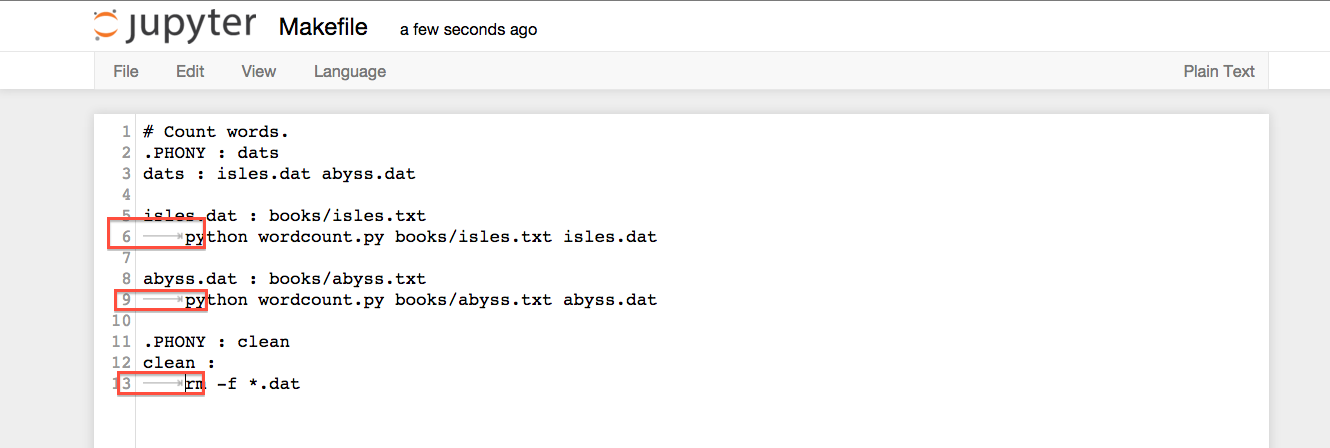 jupyter Makefile a few seconds ago
File Edit View Language Plain Text
1 # Count words.
2 .PHONY : dats
3 dats : isles.dat abyss.dat
4
5 isles.dat : books/isles.txt
6 python wordcount.py books/isles.txt isles.dat
7
8 abyss.dat : books/abyss.txt
9 python wordcount.py books/abyss.txt abyss.dat
10
11 .PHONY : clean
12 clean :
13 rm -f *.dat